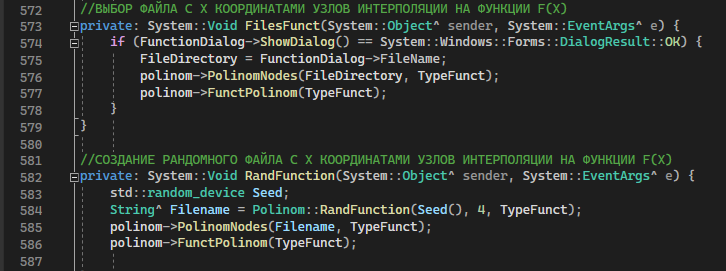 572 //ВЫБОР ФАЙЛА С X КООРДИНАТАМИ УЗЛОВ ИНТЕРПОЛЯЦИИ НА ФУНКЦИИ F(X)
573 private: System::Void FilesFunct(System::Object^ sender, System::EventArgs^ e) {
574 if (FunctionDialog->ShowDialog() == System::Windows::Forms::DialogResult::OK) {
575 FileDirectory = FunctionDialog->FileName;
576 polinom->PolinomNodes(FileDirectory, TypeFunct);
577 polinom->FunctPolinom(TypeFunct);
578 }
579 }
580
581 //СОЗДАНИЕ РАНДОМНОГО ФАЙЛА С X КООРДИНАТАМИ УЗЛОВ ИНТЕРПОЛЯЦИИ НА ФУНКЦИИ F(X)
582 private: System::Void RandFunction(System::Object^ sender, System::EventArgs^ e) {
583 std::random_device Seed;
584 String^ Filename = Polinom::RandFunction(Seed(), 4, TypeFunct);
585 polinom->PolinomNodes(Filename, TypeFunct);
586 polinom->FunctPolinom(TypeFunct);
587